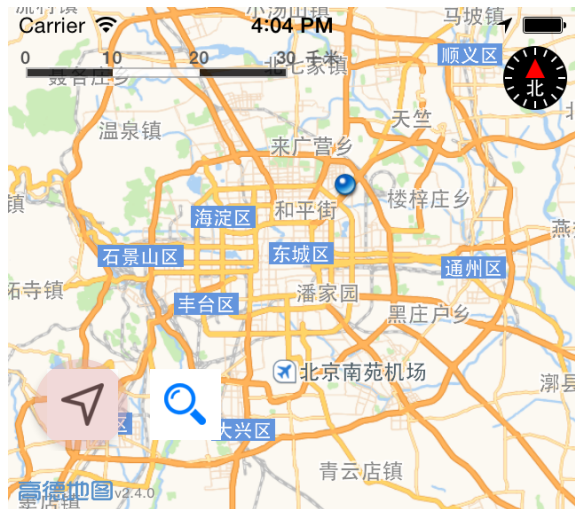 小汤山镇
马坡镇
Carrier
4:04 PM
0 10 20 30 千米
顺义区
北七家镇
北
天竺
温泉镇
来广营乡
和平街
楼梓庄乡
海淀区
石景山区
东城区
通州区
潘家园
丰台区
黑庄户乡
北京南苑机场
大兴区
青云店镇
高德地图 v2.4.0